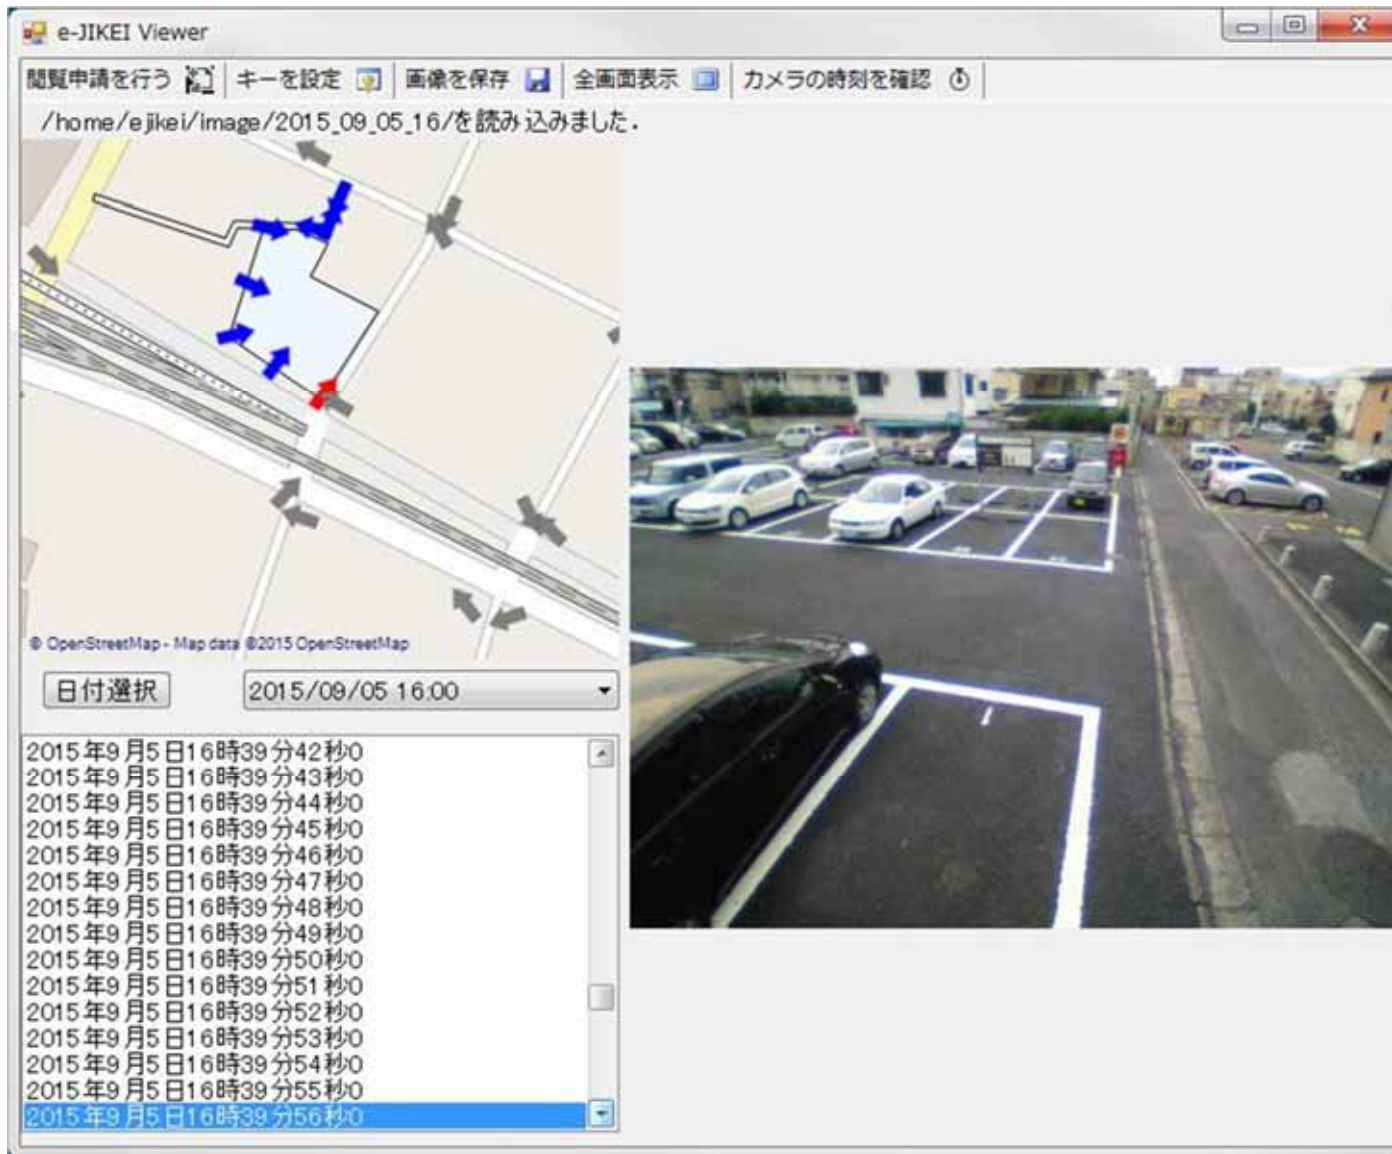 e-JIKEI Viewer
閲覧申請を行う キーを設定 画像を保存 全画面表示 カメラの時刻を確認
/home/ejikei/image/2015_09_05_16/を読み込みました.
© OpenStreetMap - Map data ©2015 OpenStreetMap
日付選択 2015/09/05 16:00
2015年9月5日16時39分42秒0
2015年9月5日16時39分43秒0
2015年9月5日16時39分44秒0
2015年9月5日16時39分45秒0
2015年9月5日16時39分46秒0
2015年9月5日16時39分47秒0
2015年9月5日16時39分48秒0
2015年9月5日16時39分49秒0
2015年9月5日16時39分50秒0
2015年9月5日16時39分51秒0
2015年9月5日16時39分52秒0
2015年9月5日16時39分53秒0
2015年9月5日16時39分54秒0
2015年9月5日16時39分55秒0
2015年9月5日16時39分56秒0